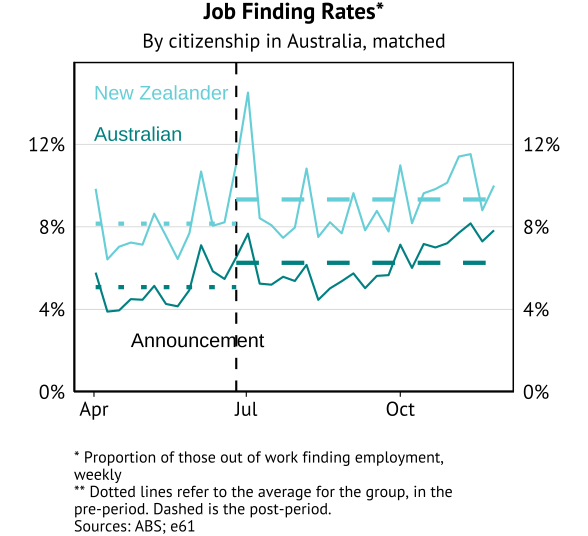 Job Finding Rates*
By citizenship in Australia, matched
New Zealander
Australian
12% 12%
8% 8%
4% 4%
Announcement
0% 0%
Apr Jul Oct
* Proportion of those out of work finding employment,
weekly
** Dotted lines refer to the average for the group, in the
pre-period. Dashed is the post-period.
Sources: ABS; e61